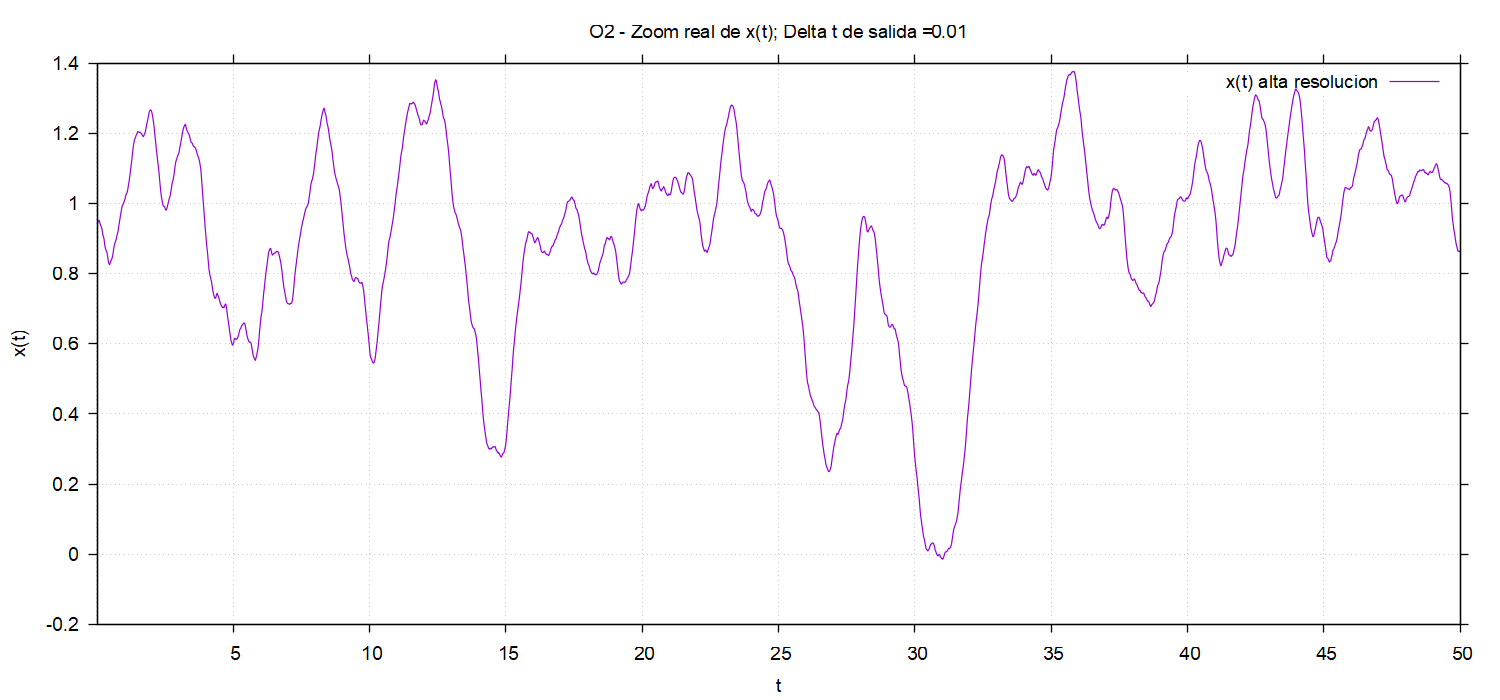 O2 - Zoom real de x(t); Delta t de salida =0.01
x(t) alta resolucion
1.4
1.2
1
0.8
0.6
0.4
0.2
0
-0.2
x(t)
5 10 15 20 25 30 35 40 45 50
t